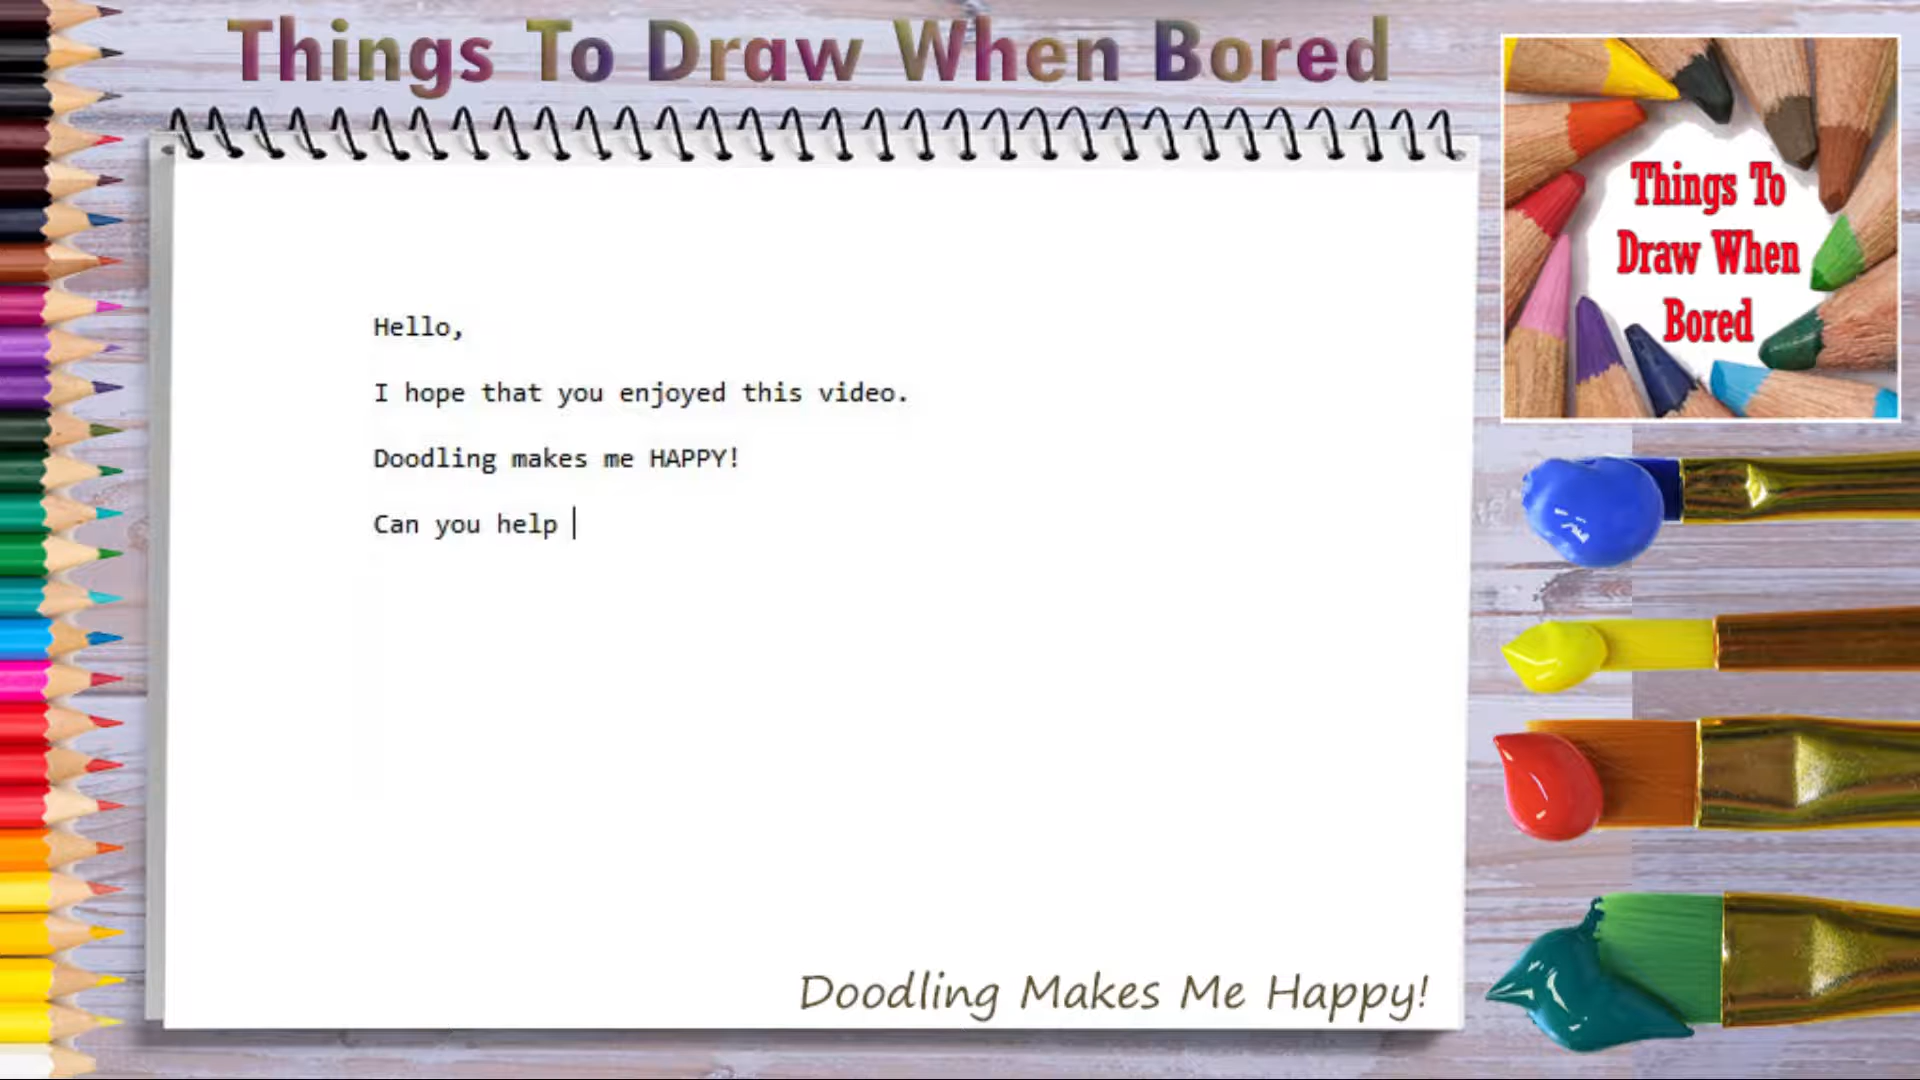 Things To Draw When Bored
Things To
Draw When
Bored
Hello,
I hope that you enjoyed this video.
Doodling makes me HAPPY!
Can you help
Doodling Makes Me Happy!